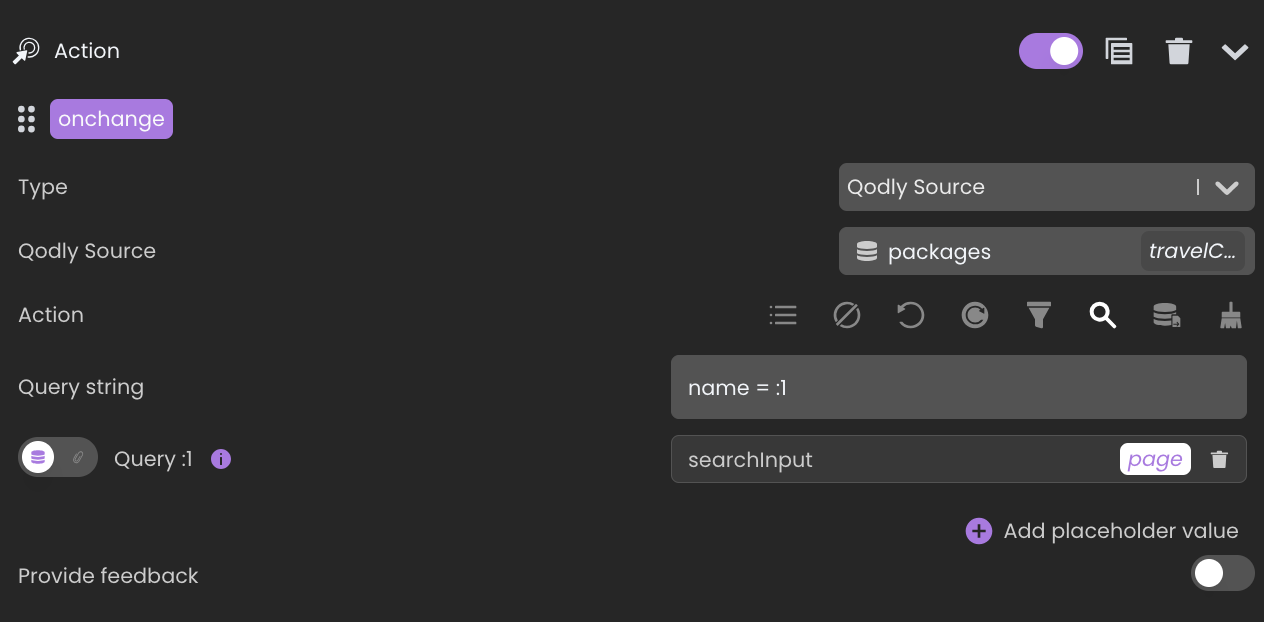 Action
onchange
Type Qodly Source
Qodly Source packages travelC...
Action
Query string name = :1
Query :1 i searchInput page
Add placeholder value
Provide feedback